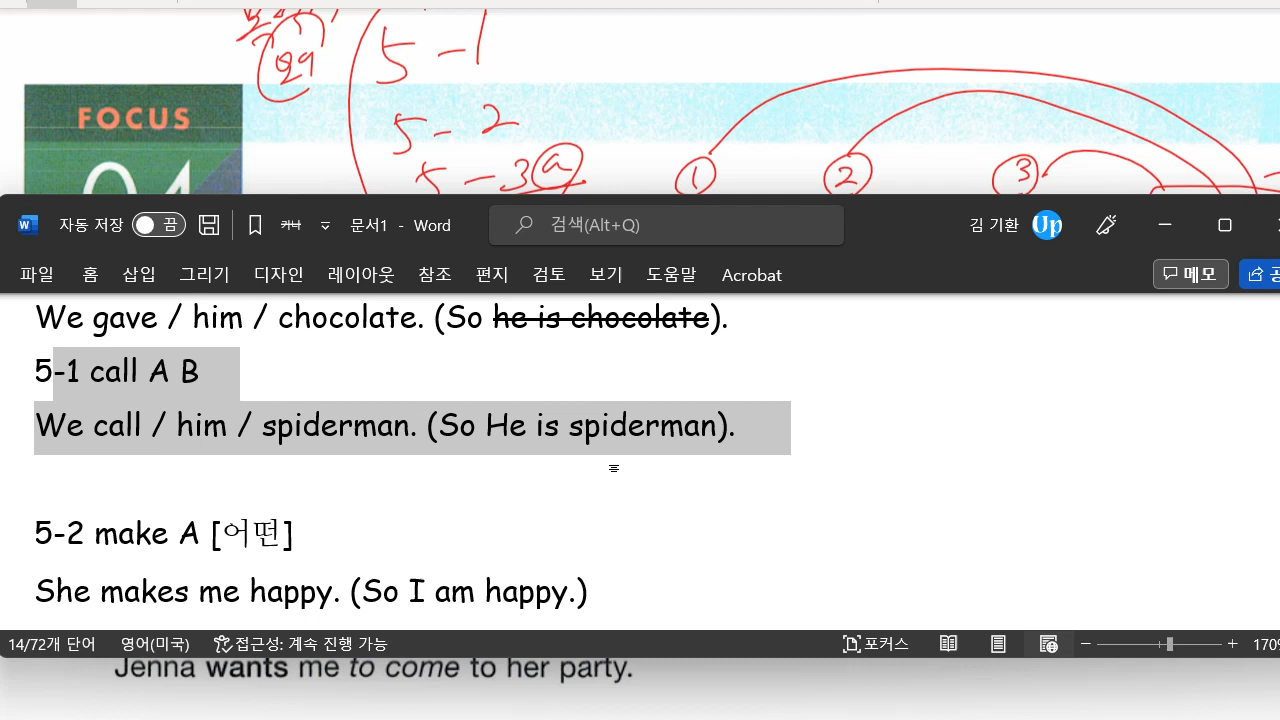 5-1
29
5-2
5-3 a
FOCUS
04
① ② ③
자동 저장 끔 가나 문서1 - Word 검색(Alt+Q) 김 기환 Up
파일 홈 삽입 그리기 디자인 레이아웃 참조 편지 검토 보기 도움말 Acrobat 메모
We gave / him / chocolate. (So he is chocolate).
5-1 call A B
We call / him / spiderman. (So He is spiderman).
5-2 make A [어떤]
She makes me happy. (So I am happy.)
14/72개 단어 영어(미국) 접근성: 계속 진행 가능 포커스 - + 170%
Jenna wants me to come to her party.